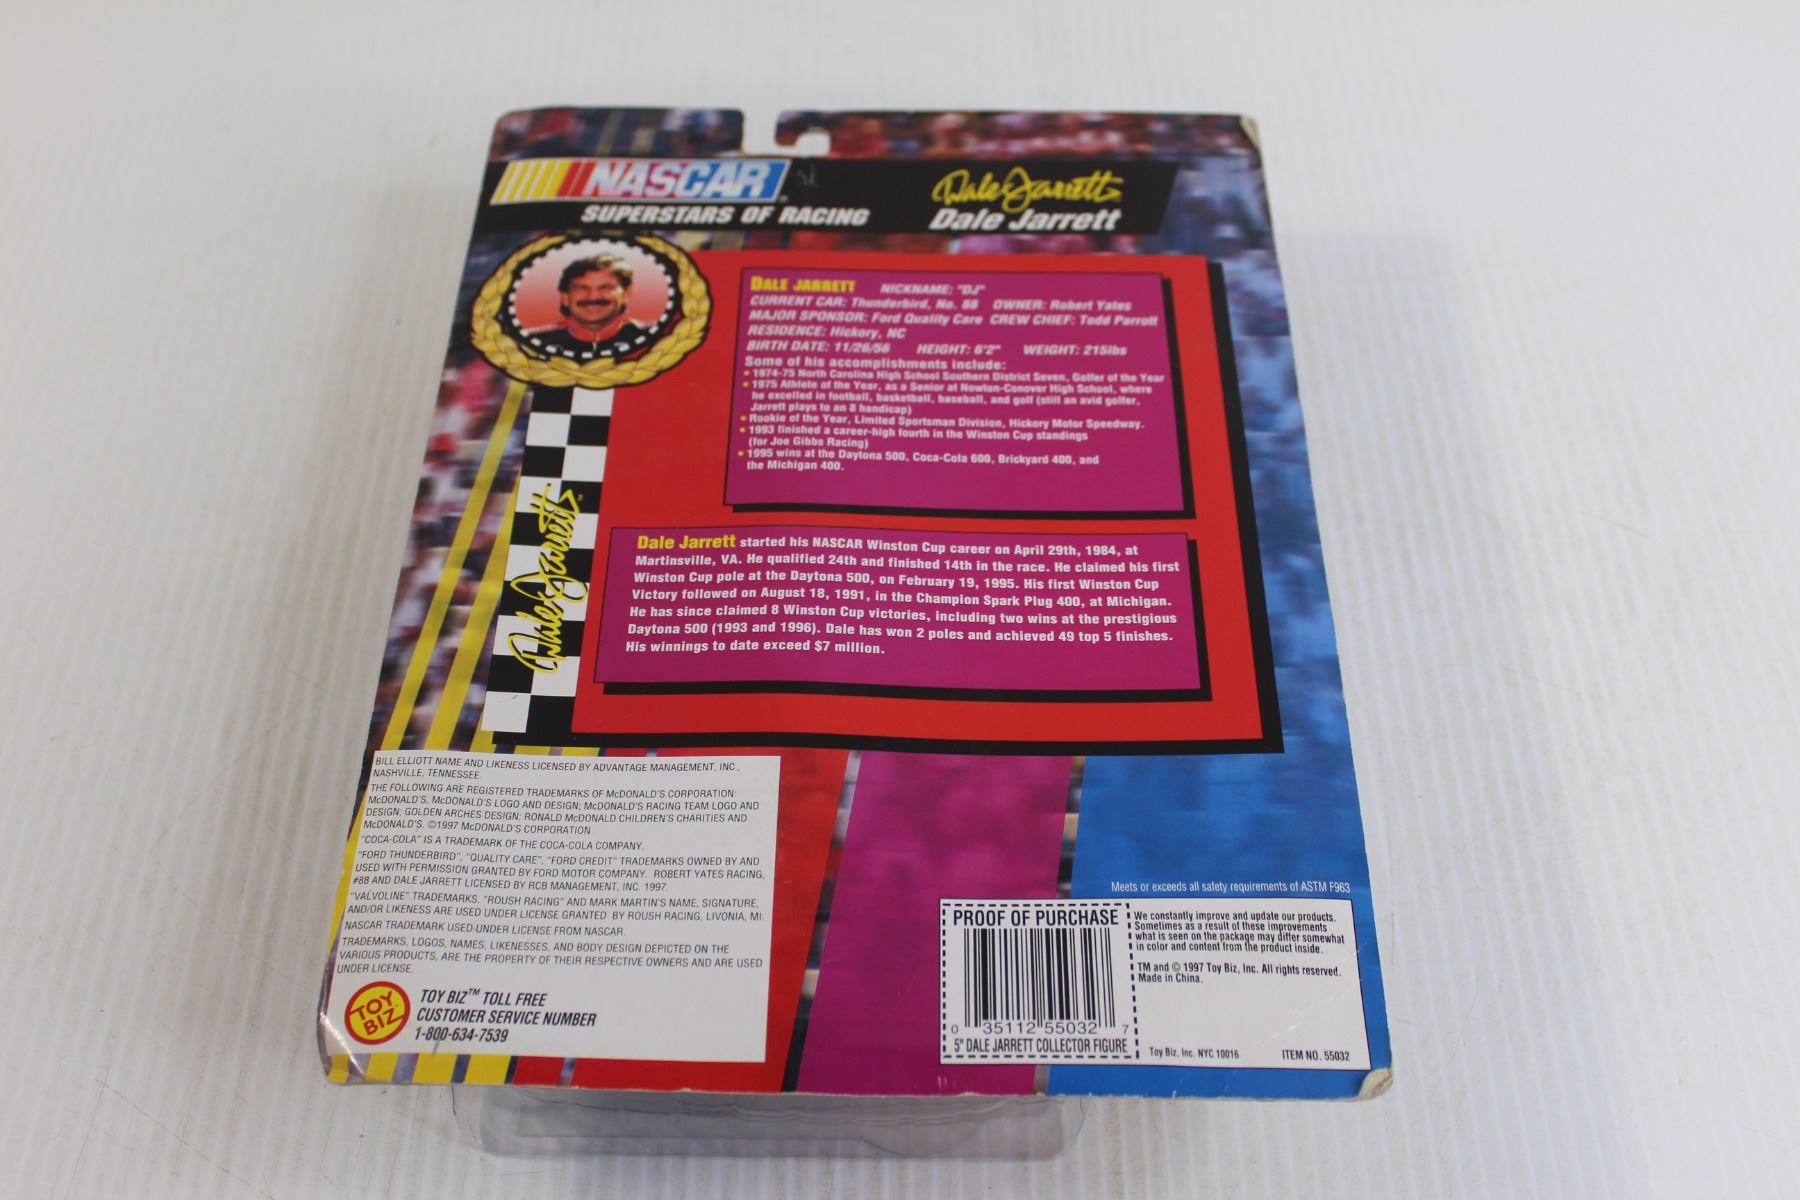 NASCAR
SUPERSTARS OF RACING
Dale Jarrett
Dale Jarrett
DALE JARRETT NICKNAME: "DJ"
CURRENT CAR: Thunderbird, No. 88 OWNER: Robert Yates
MAJOR SPONSOR: Ford Quality Care CREW CHIEF: Todd Parrott
RESIDENCE: Hickory, NC
BIRTH DATE: 11/26/56 HEIGHT: 6'2" WEIGHT: 215lbs
Some of his accomplishments include:
• 1974-75 North Carolina High School Southern District Seven, Golfer of the Year
• 1975 Athlete of the Year, as a Senior at Newton-Conover High School, where
he excelled in football, basketball, baseball, and golf (still an avid golfer,
Jarrett plays to an 8 handicap)
• Rookie of the Year, Limited Sportsman Division, Hickory Motor Speedway.
• 1993 finished a career-high fourth in the Winston Cup standings
(for Joe Gibbs Racing)
• 1995 wins at the Daytona 500, Coca-Cola 600, Brickyard 400, and
the Michigan 400.
Dale Jarrett
Dale Jarrett started his NASCAR Winston Cup career on April 29th, 1984, at
Martinsville, VA. He qualified 24th and finished 14th in the race. He claimed his first
Winston Cup pole at the Daytona 500, on February 19, 1995. His first Winston Cup
Victory followed on August 18, 1991, in the Champion Spark Plug 400, at Michigan.
He has since claimed 8 Winston Cup victories, including two wins at the prestigious
Daytona 500 (1993 and 1996). Dale has won 2 poles and achieved 49 top 5 finishes.
His winnings to date exceed $7 million.
BILL ELLIOTT NAME AND LIKENESS LICENSED BY ADVANTAGE MANAGEMENT, INC.,
NASHVILLE, TENNESSEE.
THE FOLLOWING ARE REGISTERED TRADEMARKS OF McDONALD'S CORPORATION:
McDONALD'S, McDONALD'S LOGO AND DESIGN; McDONALD'S RACING TEAM LOGO AND
DESIGN; GOLDEN ARCHES DESIGN; RONALD McDONALD CHILDREN'S CHARITIES AND
McDONALD'S. ©1997 McDONALD'S CORPORATION
"COCA-COLA" IS A TRADEMARK OF THE COCA-COLA COMPANY.
"FORD THUNDERBIRD", "QUALITY CARE", "FORD CREDIT" TRADEMARKS OWNED BY AND
USED WITH PERMISSION GRANTED BY FORD MOTOR COMPANY. ROBERT YATES RACING,
#88 AND DALE JARRETT LICENSED BY RCB MANAGEMENT, INC. 1997.
"VALVOLINE" TRADEMARKS, "ROUSH RACING" AND MARK MARTIN'S NAME, SIGNATURE,
AND/OR LIKENESS ARE USED UNDER LICENSE GRANTED BY ROUSH RACING, LIVONIA, MI.
NASCAR TRADEMARK USED UNDER LICENSE FROM NASCAR.
TRADEMARKS, LOGOS, NAMES, LIKENESSES, AND BODY DESIGN DEPICTED ON THE
VARIOUS PRODUCTS, ARE THE PROPERTY OF THEIR RESPECTIVE OWNERS AND ARE USED
UNDER LICENSE.
TOY BIZ
TOY BIZ™ TOLL FREE
CUSTOMER SERVICE NUMBER
1-800-634-7539
Meets or exceeds all safety requirements of ASTM F963
PROOF OF PURCHASE
0 35112 55032 7
5" DALE JARRETT COLLECTOR FIGURE
We constantly improve and update our products.
Sometimes as a result of these improvements
what is seen on the package may differ somewhat
in color and content from the product inside.
TM and © 1997 Toy Biz, Inc. All rights reserved.
Made in China.
Toy Biz, Inc. NYC 10016 ITEM NO. 55032